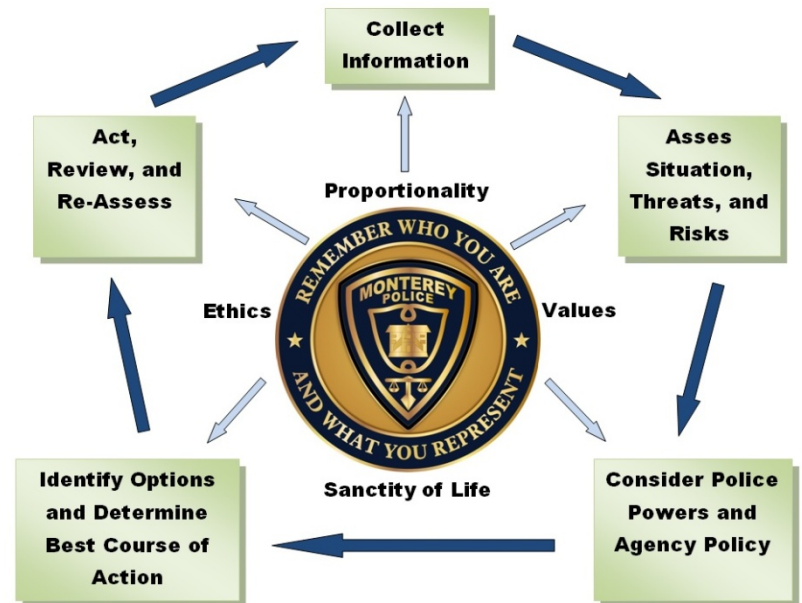 Collect
Information
Act,
Review, and
Re-Assess
Asses
Situation,
Threats, and
Risks
Proportionality
REMEMBER WHO YOU ARE
MONTEREY
POLICE
Ethics
Values
AND WHAT YOU REPRESENT
Sanctity of Life
Identify Options
and Determine
Best Course of
Action
Consider Police
Powers and
Agency Policy